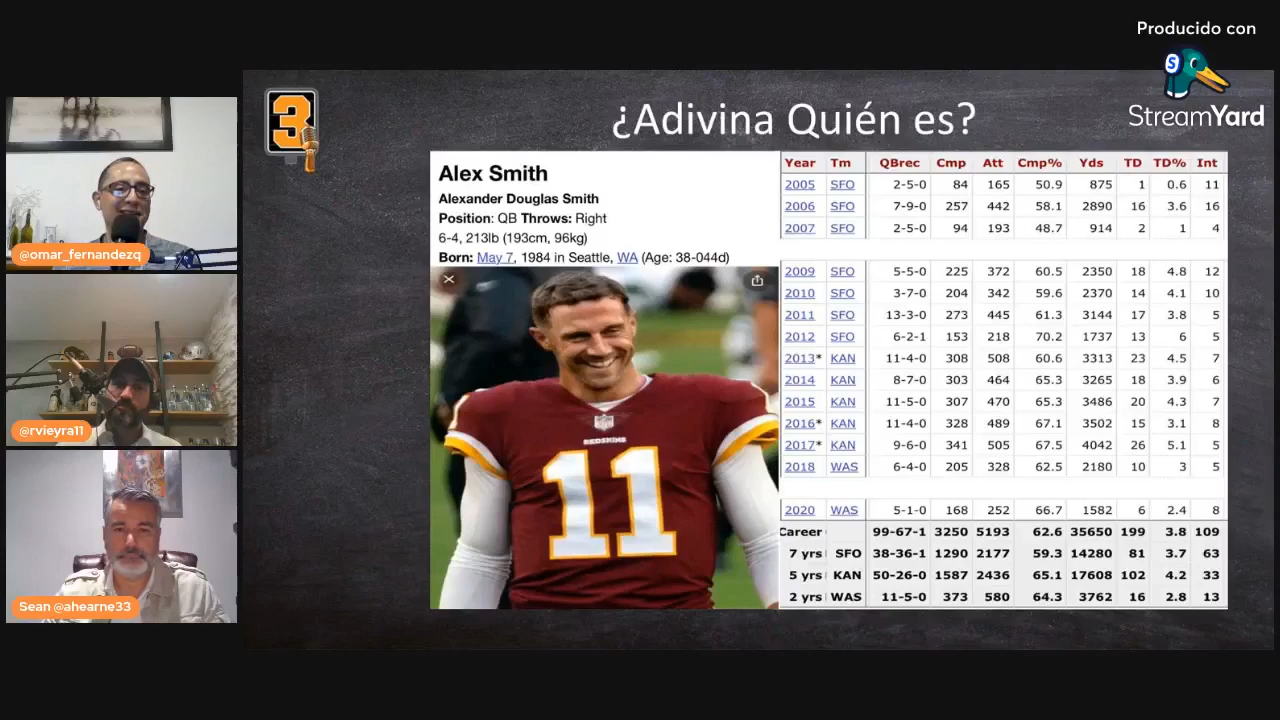 Producido con
StreamYard
3
¿Adivina Quién es?
@omar_fernandezq
@rvieyra11
Sean @ahearne33
Alex Smith
Alexander Douglas Smith
Position: QB Throws: Right
6-4, 213lb (193cm, 96kg)
Born: May 7, 1984 in Seattle, WA (Age: 38-044d)
REDSKINS
11
Year Tm QBrec Cmp Att Cmp% Yds TD TD% Int
2005 SFO 2-5-0 84 165 50.9 875 1 0.6 11
2006 SFO 7-9-0 257 442 58.1 2890 16 3.6 16
2007 SFO 2-5-0 94 193 48.7 914 2 1 4
2009 SFO 5-5-0 225 372 60.5 2350 18 4.8 12
2010 SFO 3-7-0 204 342 59.6 2370 14 4.1 10
2011 SFO 13-3-0 273 445 61.3 3144 17 3.8 5
2012 SFO 6-2-1 153 218 70.2 1737 13 6 5
2013* KAN 11-4-0 308 508 60.6 3313 23 4.5 7
2014 KAN 8-7-0 303 464 65.3 3265 18 3.9 6
2015 KAN 11-5-0 307 470 65.3 3486 20 4.3 7
2016* KAN 11-4-0 328 489 67.1 3502 15 3.1 8
2017* KAN 9-6-0 341 505 67.5 4042 26 5.1 5
2018 WAS 6-4-0 205 328 62.5 2180 10 3 5
2020 WAS 5-1-0 168 252 66.7 1582 6 2.4 8
Career 99-67-1 3250 5193 62.6 35650 199 3.8 109
7 yrs SFO 38-36-1 1290 2177 59.3 14280 81 3.7 63
5 yrs KAN 50-26-0 1587 2436 65.1 17608 102 4.2 33
2 yrs WAS 11-5-0 373 580 64.3 3762 16 2.8 13